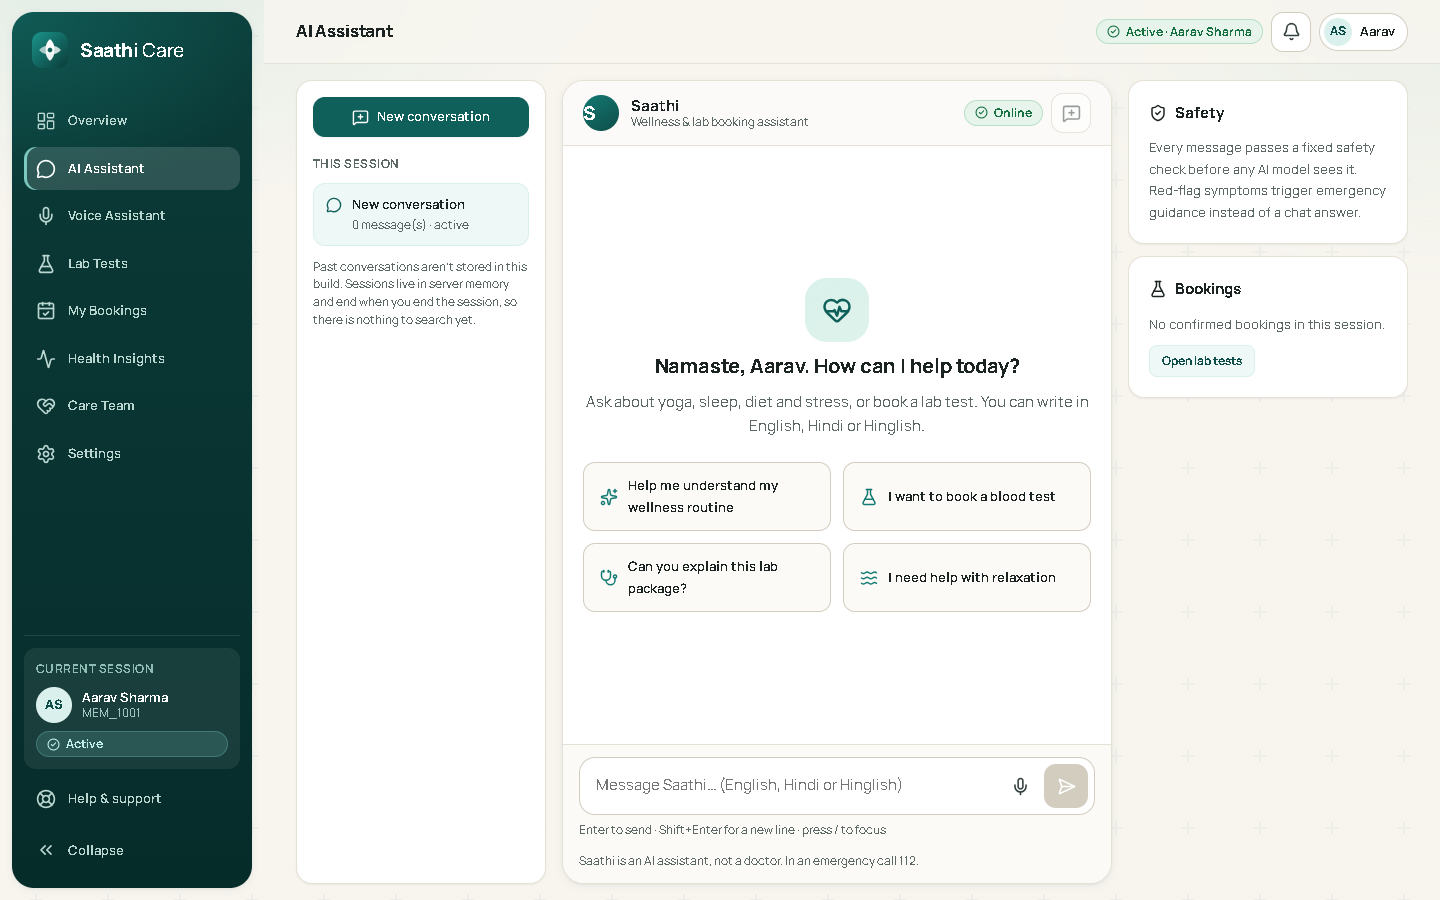 Saathi Care
Overview
AI Assistant
Voice Assistant
Lab Tests
My Bookings
Health Insights
Care Team
Settings
CURRENT SESSION
AS
Aarav Sharma
MEM_1001
Active
Help & support
Collapse
AI Assistant
Active · Aarav Sharma
AS
Aarav
New conversation
THIS SESSION
New conversation
0 message(s) · active
Past conversations aren't stored in this
build. Sessions live in server memory
and end when you end the session, so
there is nothing to search yet.
S
Saathi
Wellness & lab booking assistant
Online
Namaste, Aarav. How can I help today?
Ask about yoga, sleep, diet and stress, or book a lab test. You can write in
English, Hindi or Hinglish.
Help me understand my
wellness routine
I want to book a blood test
Can you explain this lab
package?
I need help with relaxation
Message Saathi... (English, Hindi or Hinglish)
Enter to send · Shift+Enter for a new line · press / to focus
Saathi is an AI assistant, not a doctor. In an emergency call 112.
Safety
Every message passes a fixed safety
check before any AI model sees it.
Red-flag symptoms trigger emergency
guidance instead of a chat answer.
Bookings
No confirmed bookings in this session.
Open lab tests